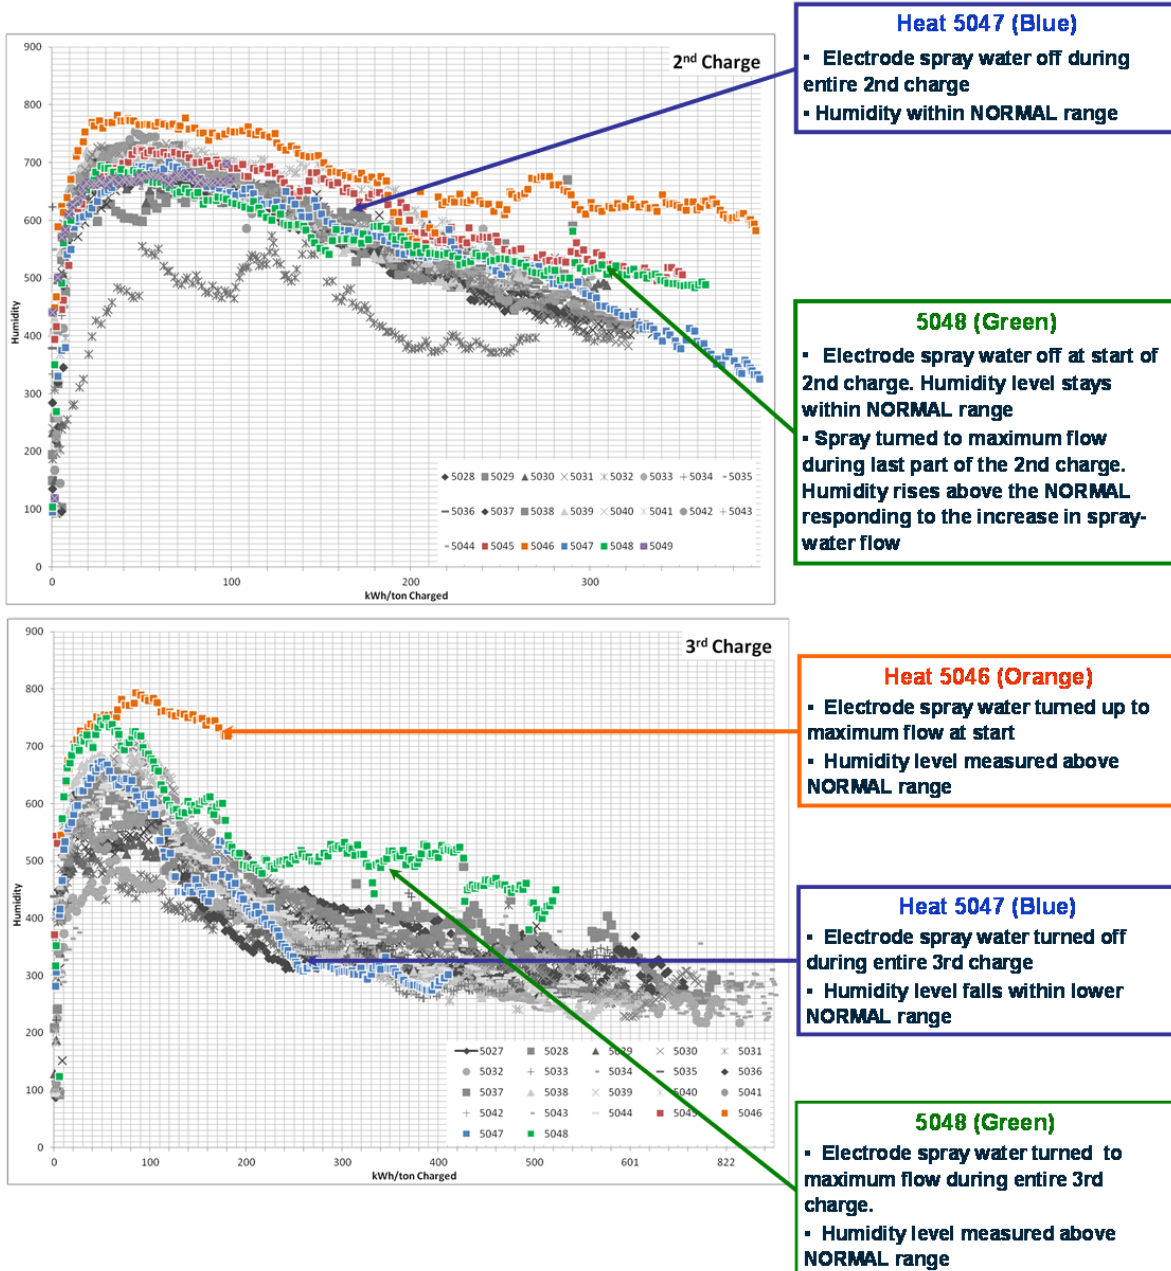 Heat 5047 (Blue)
▪ Electrode spray water off during
entire 2nd charge
▪ Humidity within NORMAL range
2nd Charge
900
800
700
600
500
400
300
200
100
0
Humidity
0 100 200 300
kWh/ton Charged
5028 5029 5030 5031 5032 5033 5034 5035
5036 5037 5038 5039 5040 5041 5042 5043
5044 5045 5046 5047 5048 5049
5048 (Green)
▪ Electrode spray water off at start of
2nd charge. Humidity level stays
within NORMAL range
▪ Spray turned to maximum flow
during last part of the 2nd charge.
Humidity rises above the NORMAL
responding to the increase in spray-
water flow
3rd Charge
900
800
700
600
500
400
300
200
100
0
Humidity
0 100 200 300 400 500 601 822
kWh/ton Charged
5027 5028 5029 5030 5031
5032 5033 5034 5035 5036
5037 5038 5039 5040 5041
5042 5043 5044 5045 5046
5047 5048
Heat 5046 (Orange)
▪ Electrode spray water turned up to
maximum flow at start
▪ Humidity level measured above
NORMAL range
Heat 5047 (Blue)
▪ Electrode spray water turned off
during entire 3rd charge
▪ Humidity level falls within lower
NORMAL range
5048 (Green)
▪ Electrode spray water turned to
maximum flow during entire 3rd
charge.
▪ Humidity level measured above
NORMAL range